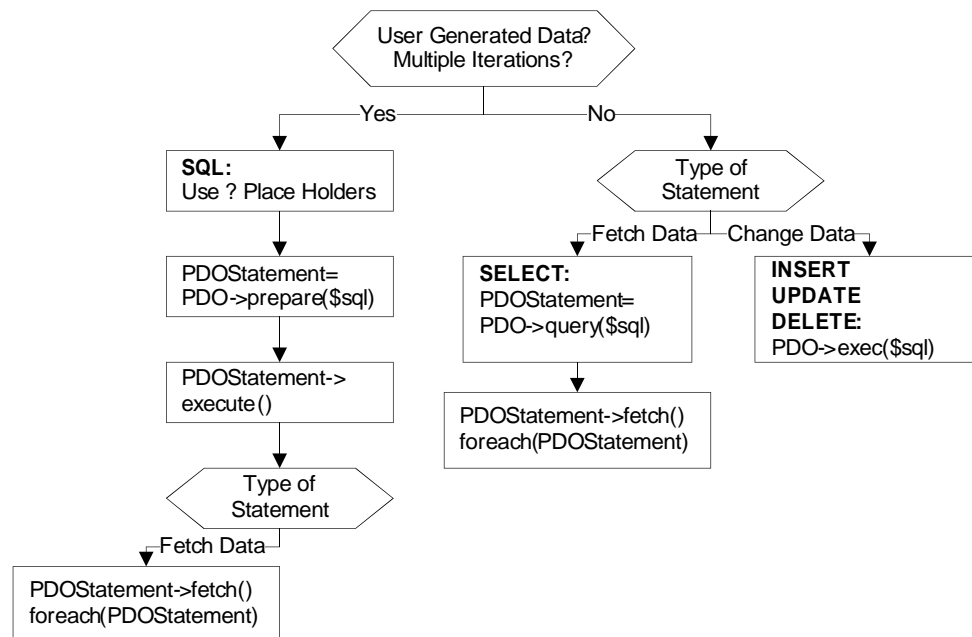 User Generated Data?
Multiple Iterations?
Yes
No
SQL:
Use ? Place Holders
Type of
Statement
PDOStatement=
PDO->prepare($sql)
Fetch Data
Change Data
SELECT:
PDOStatement=
PDO->query($sql)
INSERT
UPDATE
DELETE:
PDO->exec($sql)
PDOStatement->
execute()
PDOStatement->fetch()
foreach(PDOStatement)
Type of
Statement
Fetch Data
PDOStatement->fetch()
foreach(PDOStatement)